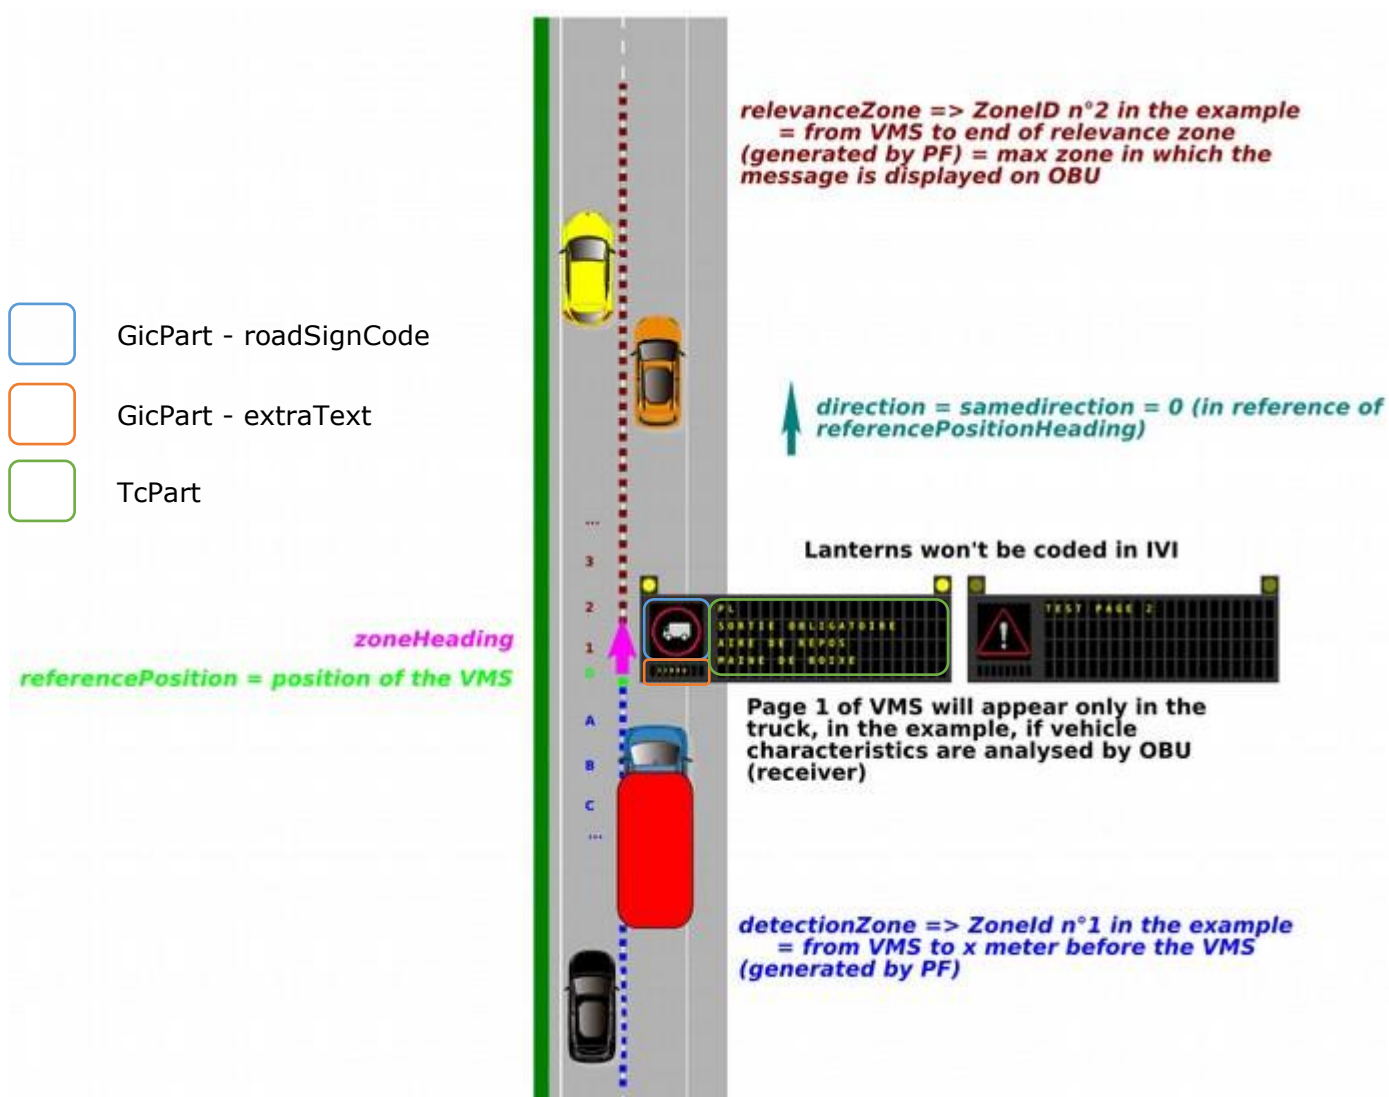 relevanceZone => ZoneID n°2 in the example
= from VMS to end of relevance zone
(generated by PF) = max zone in which the
message is displayed on OBU
GicPart - roadSignCode
GicPart - extraText
TcPart
direction = samedirection = 0 (in reference of
referencePositionHeading)
...
3
2
1
0
Lanterns won't be coded in IVI
PL
SORTIE OBLIGATOIRE
AIRE DE REPOS
MAINE DE BOIXE
TEST PAGE 2
zoneHeading
referencePosition = position of the VMS
A
B
C
...
Page 1 of VMS will appear only in the
truck, in the example, if vehicle
characteristics are analysed by OBU
(receiver)
detectionZone => ZoneId n°1 in the example
= from VMS to x meter before the VMS
(generated by PF)